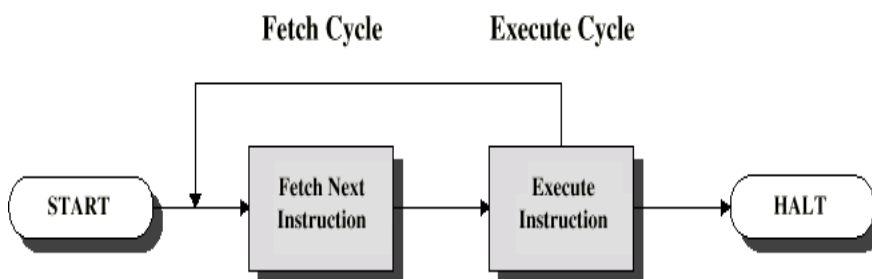 Fetch Cycle
Execute Cycle
START
Fetch Next
Instruction
Execute
Instruction
HALT